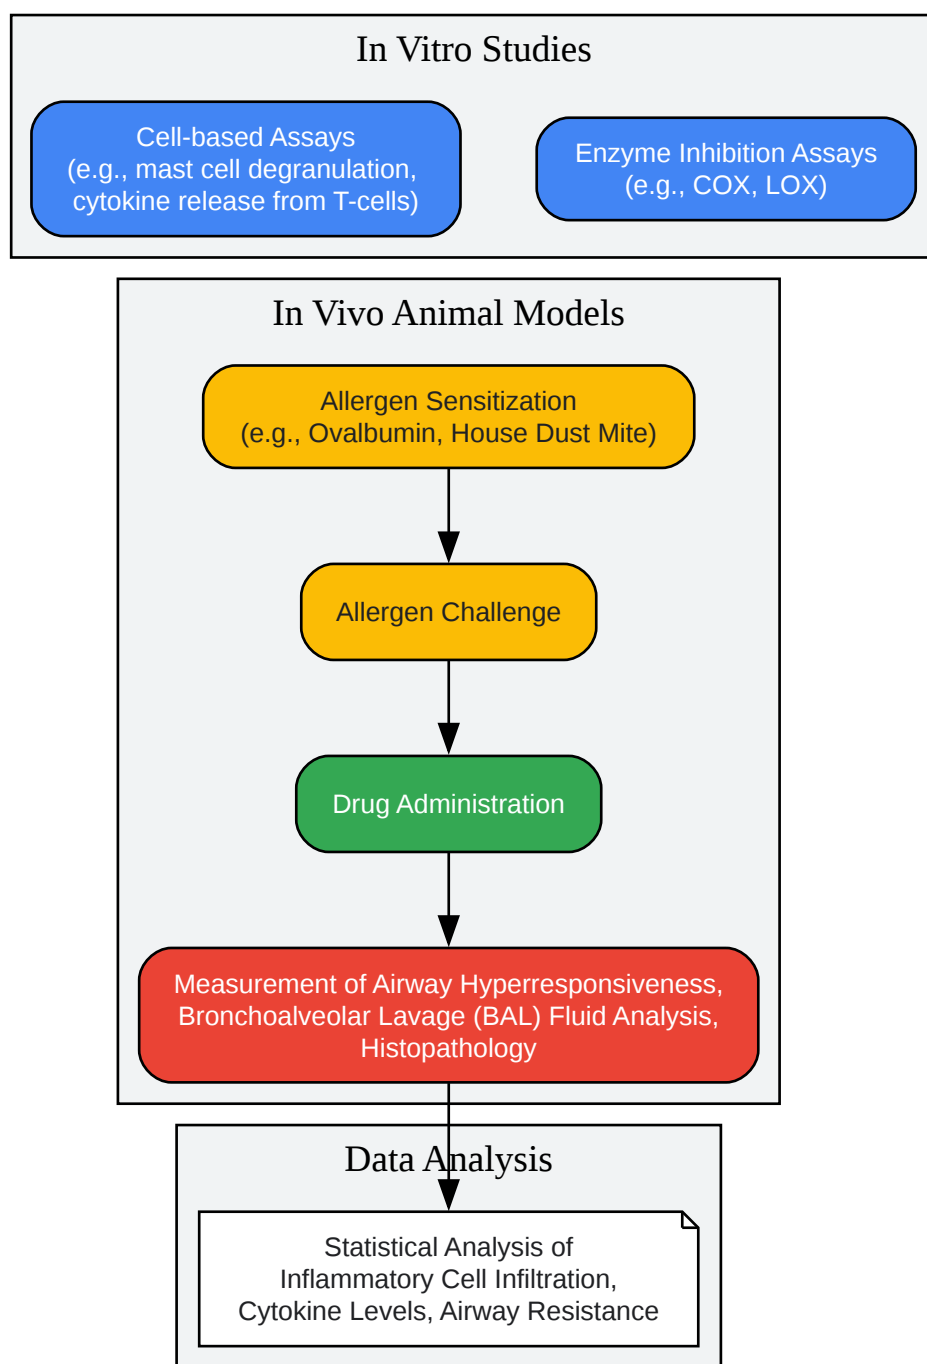 In Vitro Studies
Cell-based Assays
(e.g., mast cell degranulation,
cytokine release from T-cells)
Enzyme Inhibition Assays
(e.g., COX, LOX)
In Vivo Animal Models
Allergen Sensitization
(e.g., Ovalbumin, House Dust Mite)
Allergen Challenge
Drug Administration
Measurement of Airway Hyperresponsiveness,
Bronchoalveolar Lavage (BAL) Fluid Analysis,
Histopathology
Data Analysis
Statistical Analysis of
Inflammatory Cell Infiltration,
Cytokine Levels, Airway Resistance